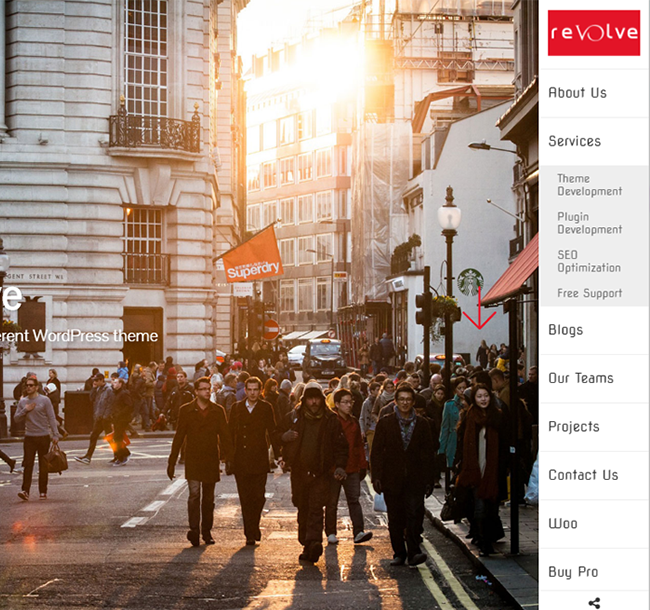 REGENT STREET W1
Superdry
ve
erent WordPress theme
revolve
About Us
Services
Theme
Development
Plugin
Development
SEO
Optimization
Free Support
Blogs
Our Teams
Projects
Contact Us
Woo
Buy Pro